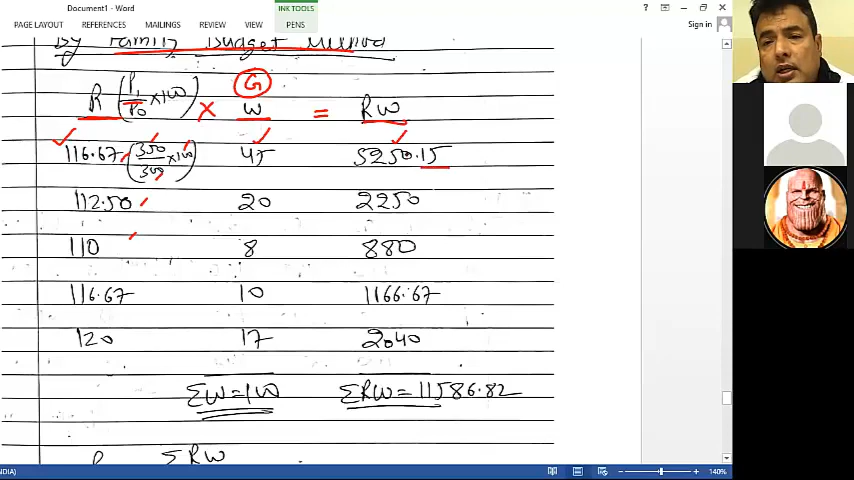 Document1 - Word
INK TOOLS
PAGE LAYOUT REFERENCES MAILINGS REVIEW VIEW PENS
Sign in
By Family Budget Method
R (P1/P0 ×100) × W = RW
G
116.67 (350/300 ×100) 45 5250.15
112.50 20 2250
110 8 880
116.67 10 1166.67
120 17 2040
ΣW=100 ΣRW=11586.82
ΣRW
NDIA)
140%